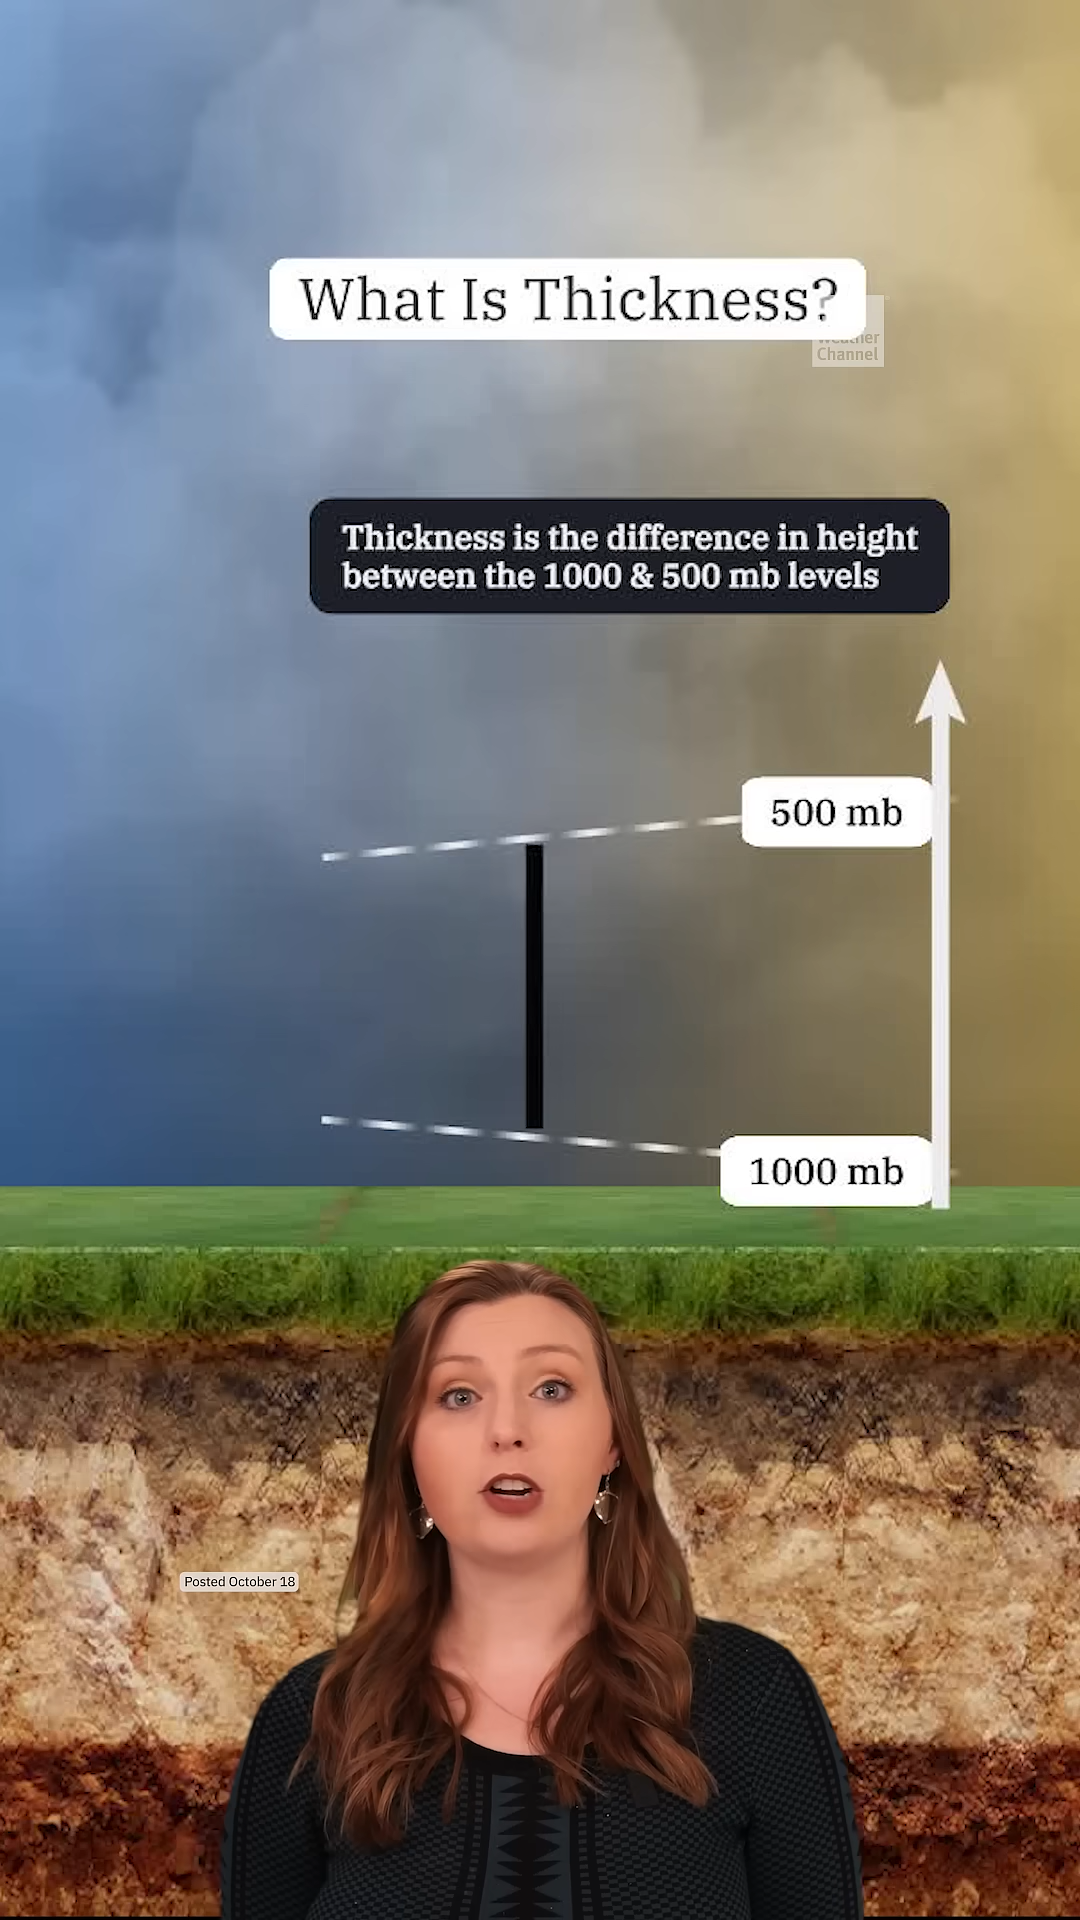 What Is Thickness?
Weather
Channel
Thickness is the difference in height
between the 1000 & 500 mb levels
500 mb
1000 mb
Posted October 18